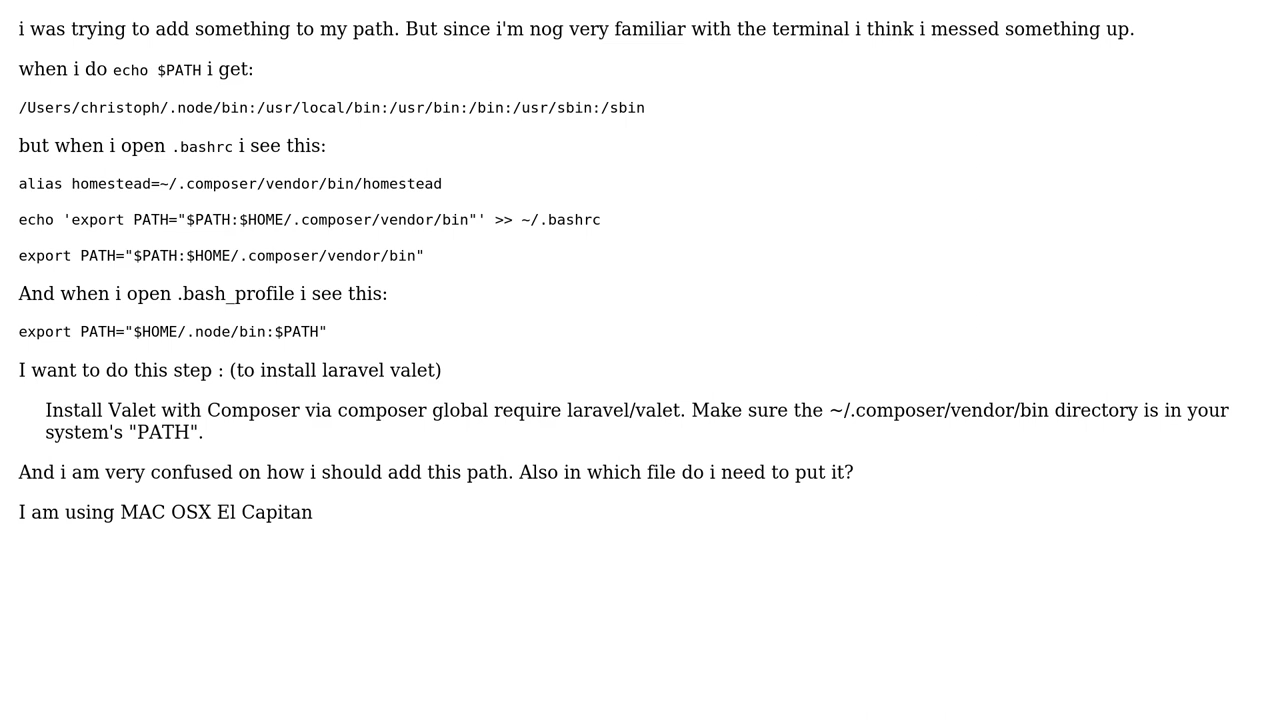 i was trying to add something to my path. But since i'm nog very familiar with the terminal i think i messed something up.
when i do echo $PATH i get:
/Users/christoph/.node/bin:/usr/local/bin:/usr/bin:/bin:/usr/sbin:/sbin
but when i open .bashrc i see this:
alias homestead=~/.composer/vendor/bin/homestead
echo 'export PATH="$PATH:$HOME/.composer/vendor/bin"' >> ~/.bashrc
export PATH="$PATH:$HOME/.composer/vendor/bin"
And when i open .bash_profile i see this:
export PATH="$HOME/.node/bin:$PATH"
I want to do this step : (to install laravel valet)
Install Valet with Composer via composer global require laravel/valet. Make sure the ~/.composer/vendor/bin directory is in your
system's "PATH".
And i am very confused on how i should add this path. Also in which file do i need to put it?
I am using MAC OSX El Capitan